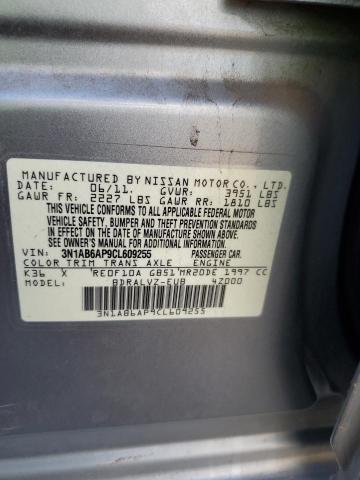 MANUFACTURED BY NISSAN MOTOR CO., LTD.
DATE: 06/11. GVWR: 3951 LBS
GAWR FR: 2227 LBS GAWR RR: 1810 LBS
THIS VEHICLE CONFORMS TO ALL APPLICABLE FEDERAL MOTOR
VEHICLE SAFETY, BUMPER AND THEFT PREVENTION STANDARDS
IN EFFECT ON THE DATE OF MANUFACTURE SHOWN ABOVE.
SEE OWNER'S MANUAL FOR MORE INFORMATION.
VIN: 3N1AB6AP9CL609255 PASSENGER CAR.
COLOR TRIM TRANS AXLE ENGINE
K36 X 'RE0F10A GB51'MR20DE 1997 CC
MODEL: BDRALVZ-EUB 4Z000
3N1AB6AP9CL609255